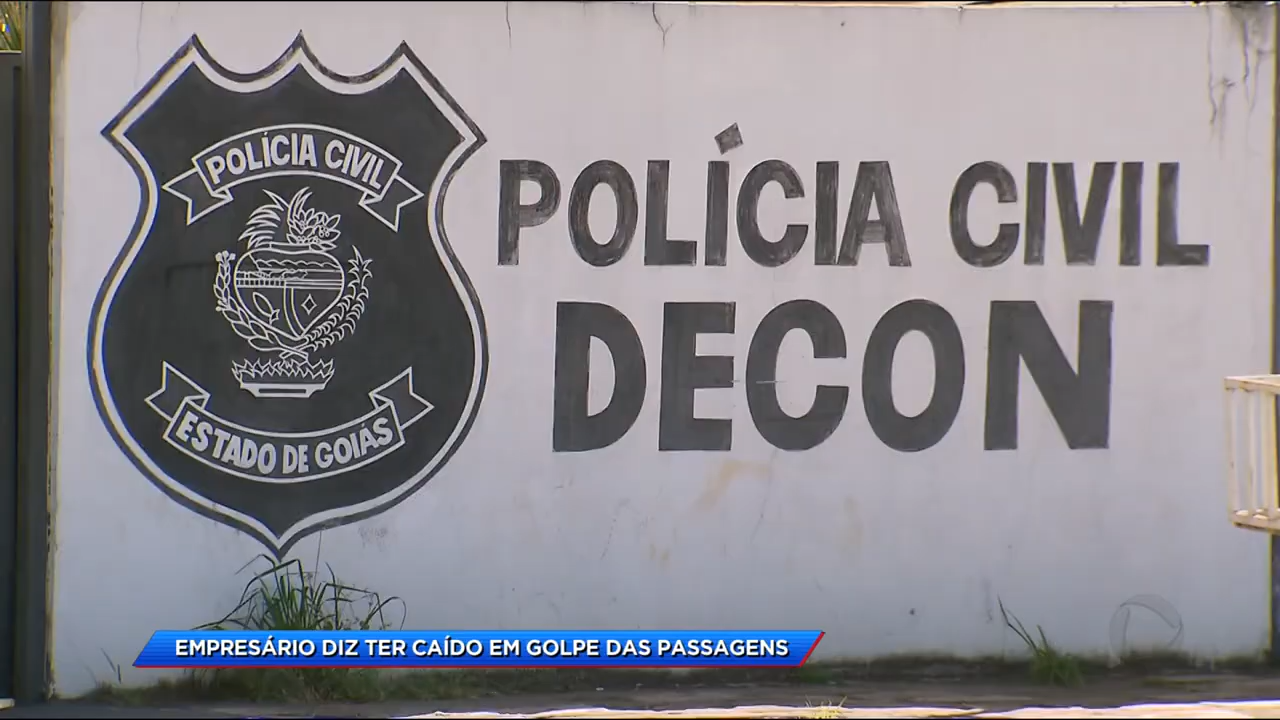 POLÍCIA CIVIL
ESTADO DE GOIÁS
POLÍCIA CIVIL
DECON
EMPRESÁRIO DIZ TER CAÍDO EM GOLPE DAS PASSAGENS